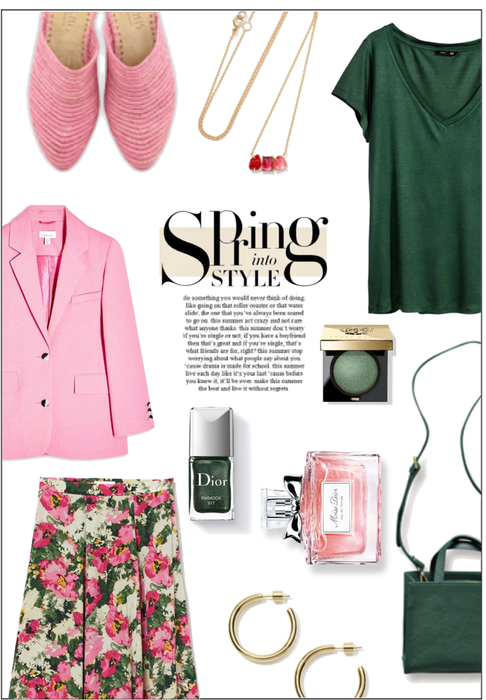 Spring
into
STYLE
do something you would never think of doing.
like going on that roller coaster or that water
slide; the one that you've always been scared
to go on. this summer act crazy and not care
what anyone thinks. this summer don't worry
if you're single or not, if you have a boyfriend
then that's great and if you're single, that's
what friends are for, right? this summer stop
worrying about what people say about you
'cause drama is made for school. this summer
live each day like it's your last 'cause before
you know it, it'll be over. make this summer
the best and live it without regrets
Dior
PARADOX
917
Miss Dior